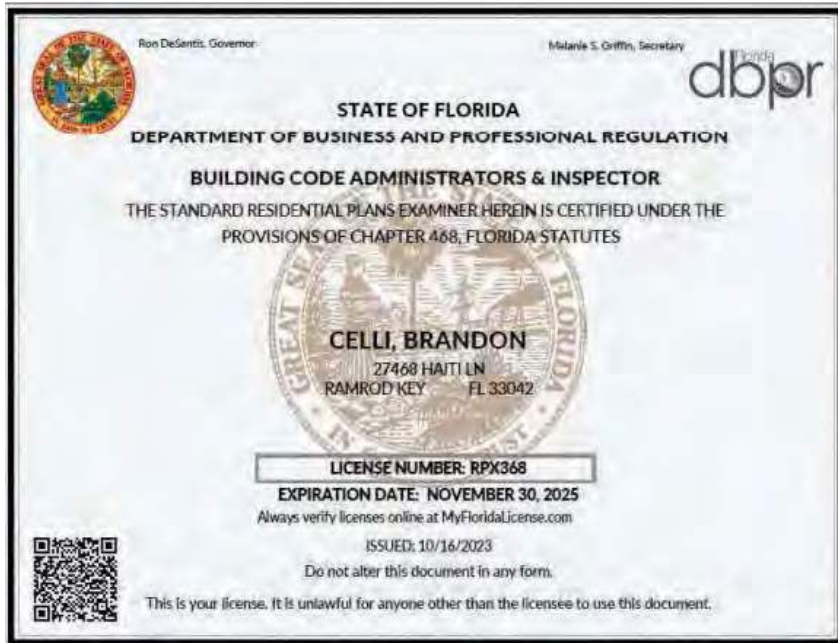 Ron DeSantis, Governor
Melanie S. Griffin, Secretary
Florida
dbpr
STATE OF FLORIDA
DEPARTMENT OF BUSINESS AND PROFESSIONAL REGULATION
BUILDING CODE ADMINISTRATORS & INSPECTOR
THE STANDARD RESIDENTIAL PLANS EXAMINER HEREIN IS CERTIFIED UNDER THE
PROVISIONS OF CHAPTER 468, FLORIDA STATUTES
CELLI, BRANDON
27468 HAITI LN
RAMROD KEY FL 33042
LICENSE NUMBER: RPX368
EXPIRATION DATE: NOVEMBER 30, 2025
Always verify licenses online at MyFloridaLicense.com
ISSUED: 10/16/2023
Do not alter this document in any form.
This is your license. It is unlawful for anyone other than the licensee to use this document.